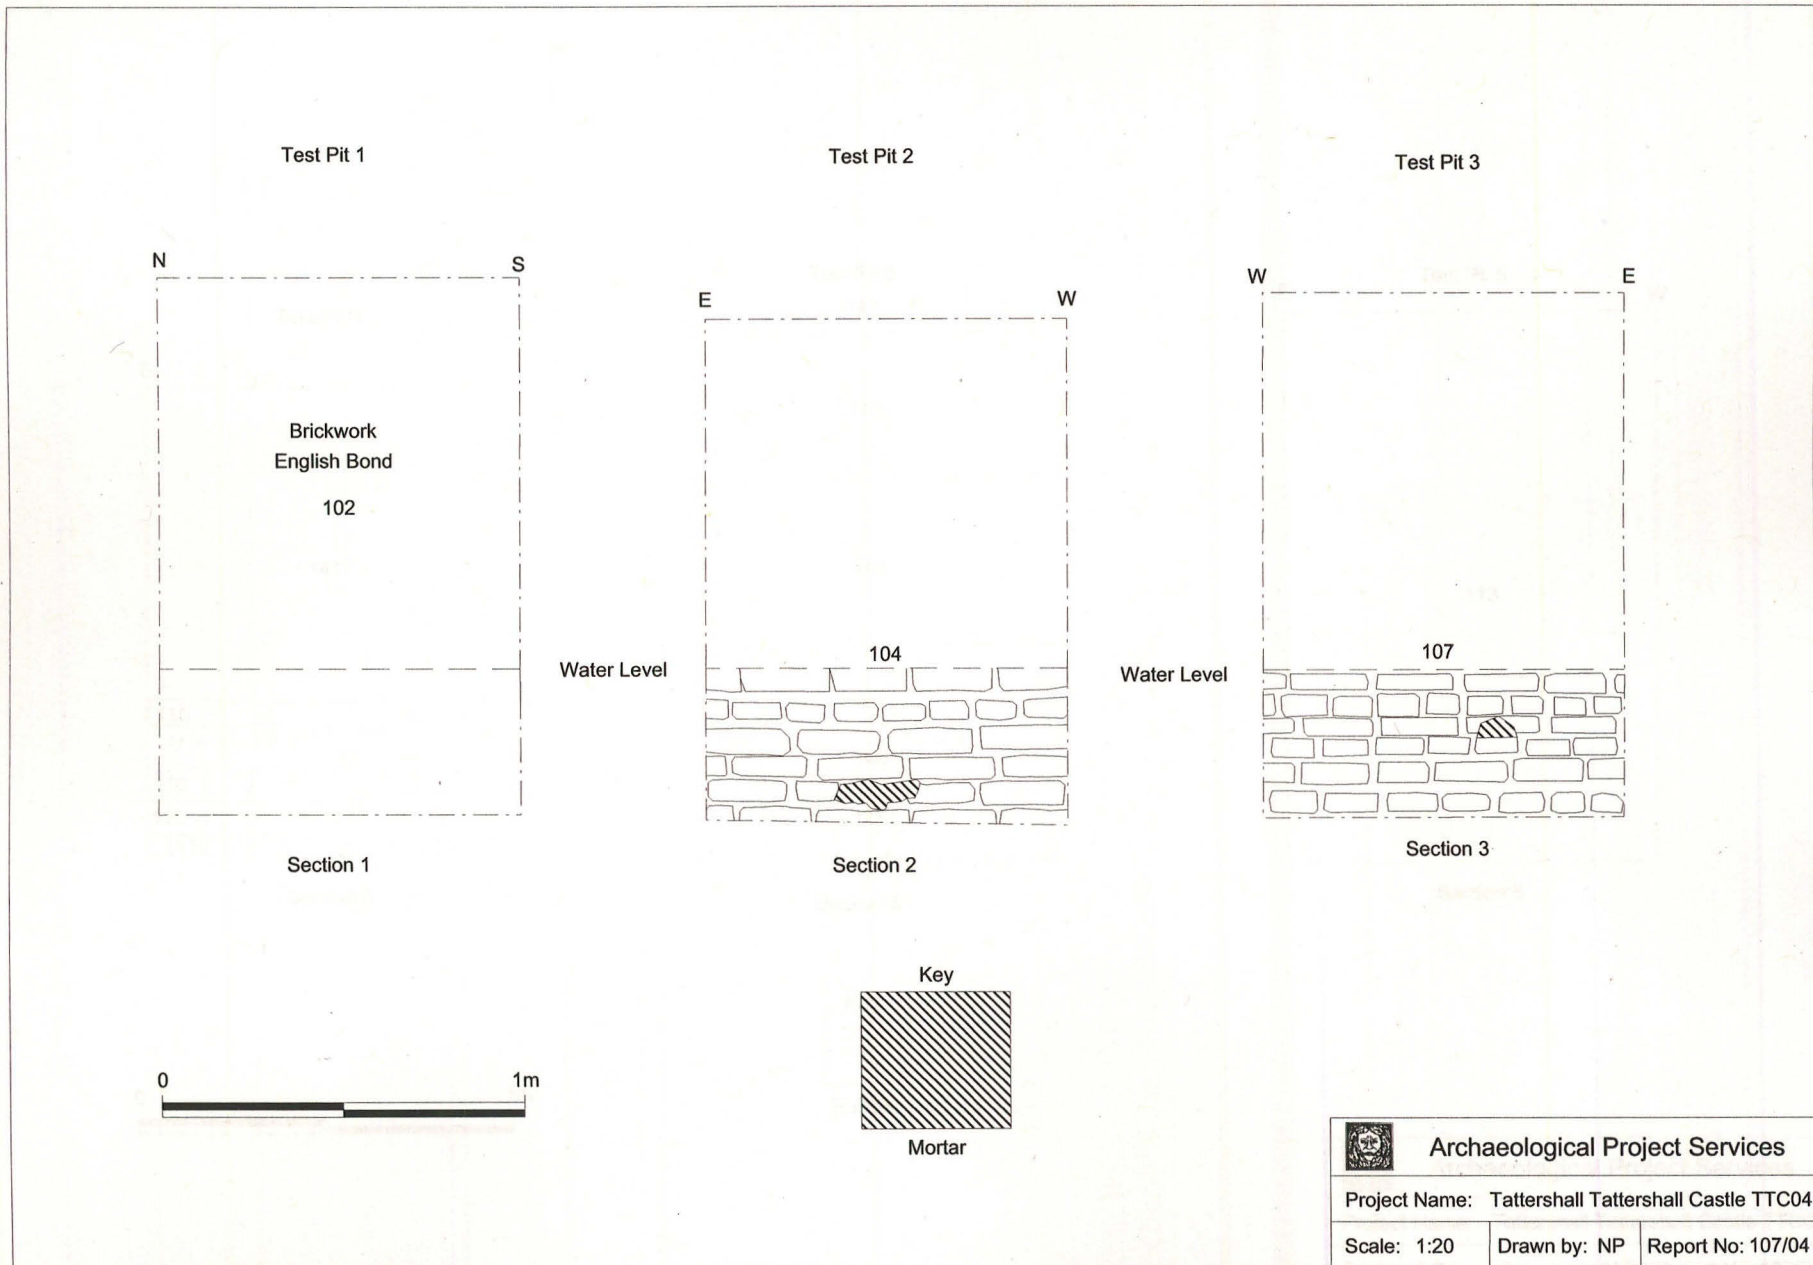 Test Pit 1
Test Pit 2
Test Pit 3
N
S
E
W
W
E
Brickwork
English Bond
102
Water Level
104
Water Level
107
Section 1
Section 2
Section 3
Key
Mortar
0
1m
Archaeological Project Services
Project Name: Tattershall Tattershall Castle TTC04
Scale: 1:20
Drawn by: NP
Report No: 107/04